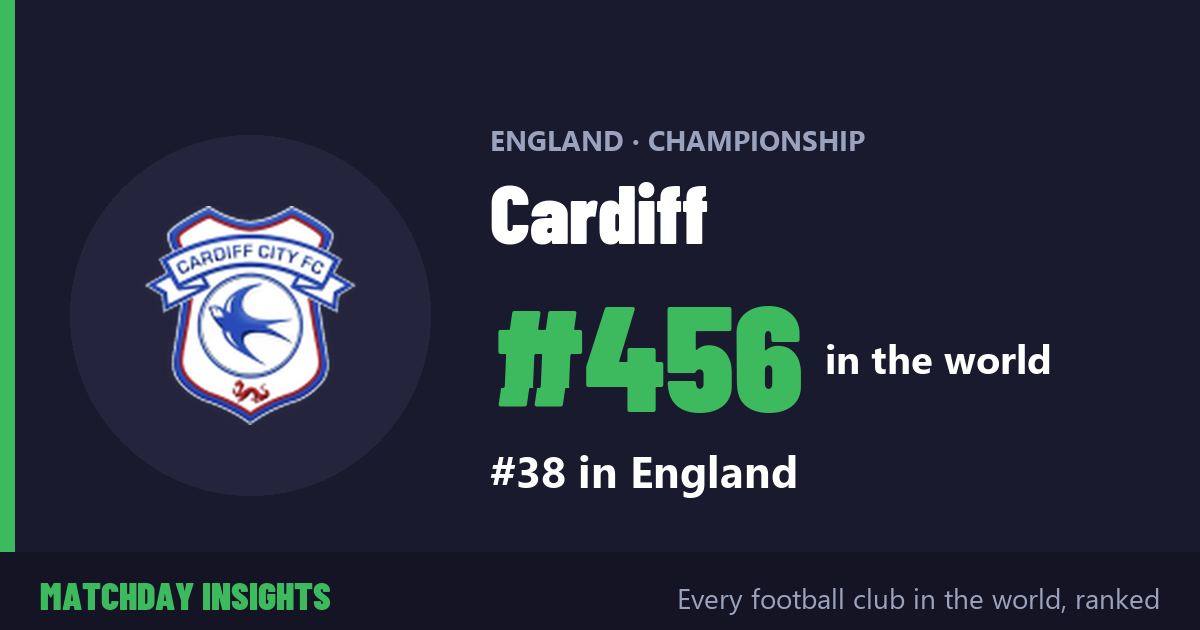 ENGLAND · CHAMPIONSHIP
Cardiff
CARDIFF CITY FC
#456 in the world
#38 in England
MATCHDAY INSIGHTS
Every football club in the world, ranked